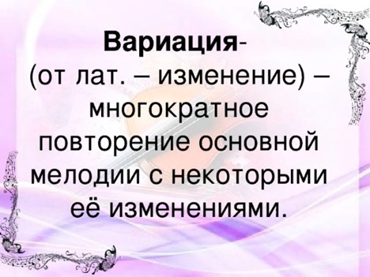 Вариация-
(от лат. – изменение) –
многократное
повторение основной
мелодии с некоторыми
её изменениями.